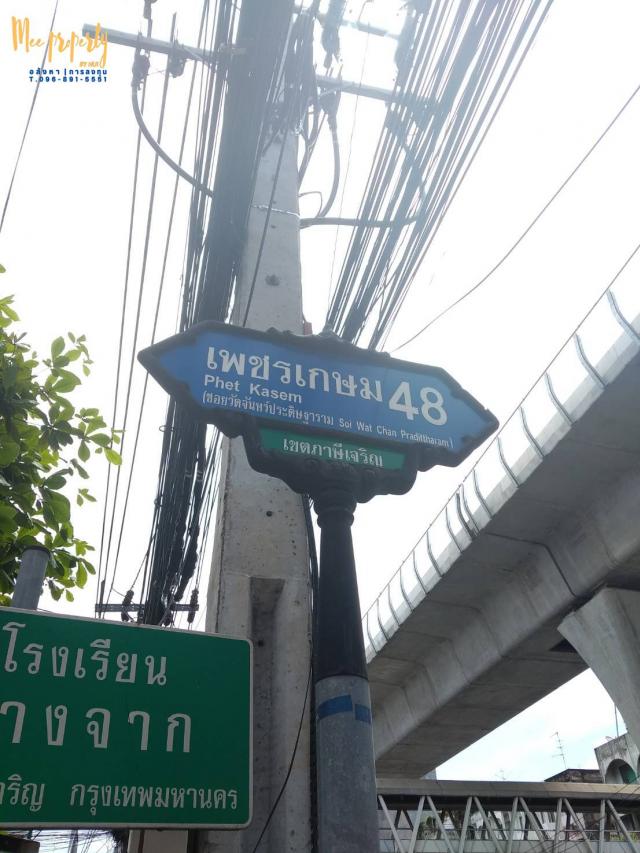 Mee property
BY NUI
อสังหา | การลงทุน
T.096-891-5551
เพชรเกษม 48
Phet Kasem
(ซอยวัดจันทร์ประดิษฐาราม Soi Wat Chan Pradittharam)
เขตภาษีเจริญ
โรงเรียน
างจาก
ริญ กรุงเทพมหานคร